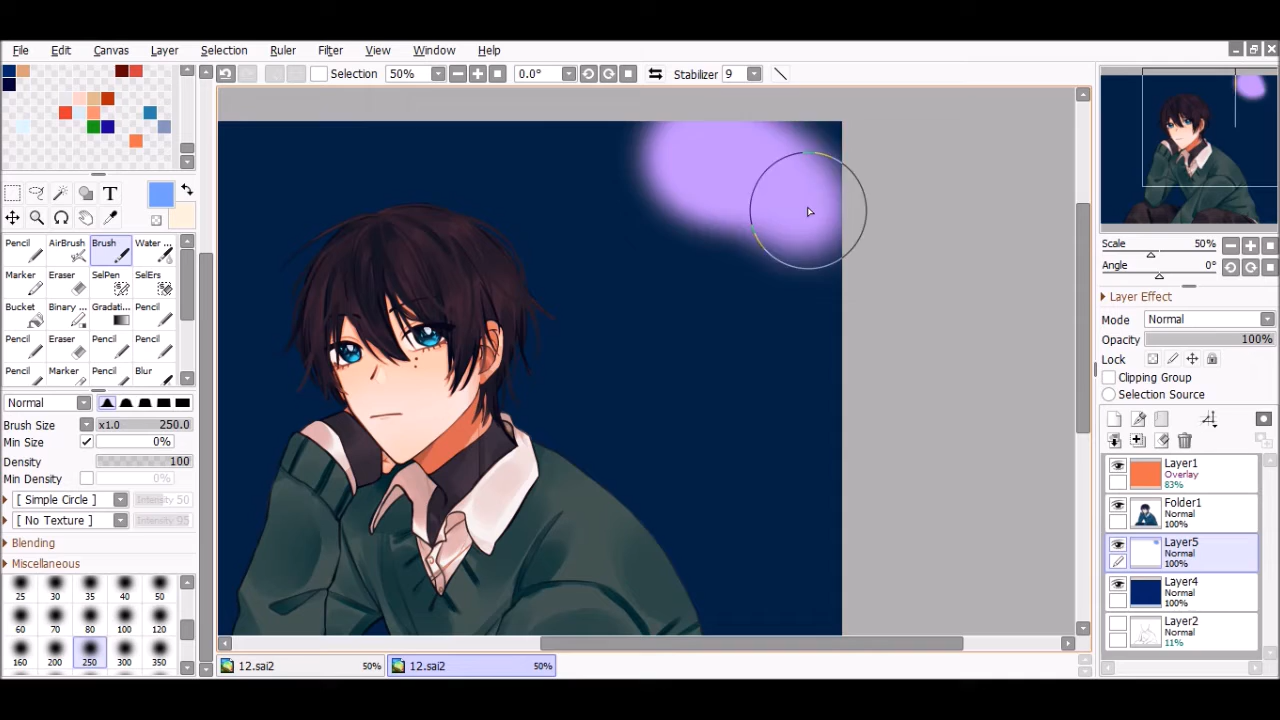 File Edit Canvas Layer Selection Ruler Filter View Window Help
Selection 50% 0.0° Stabilizer 9
T
Pencil AirBrush Brush Water ..
Marker Eraser SelPen SelErs
Bucket Binary .. Gradati... Pencil
Pencil Eraser Pencil Pencil
Pencil Marker Pencil Blur
Normal
Brush Size x1.0 250.0
Min Size 0%
Density 100
Min Density 0%
[ Simple Circle ] Intensity 50
[ No Texture ] Intensity 95
Blending
Miscellaneous
25 30 35 40 50
60 70 80 100 120
160 200 250 300 350
12.sai2 50% 12.sai2 50%
Scale 50%
Angle 0°
Layer Effect
Mode Normal
Opacity 100%
Lock
Clipping Group
Selection Source
Layer1
Overlay
83%
Folder1
Normal
100%
Layer5
Normal
100%
Layer4
Normal
100%
Layer2
Normal
11%